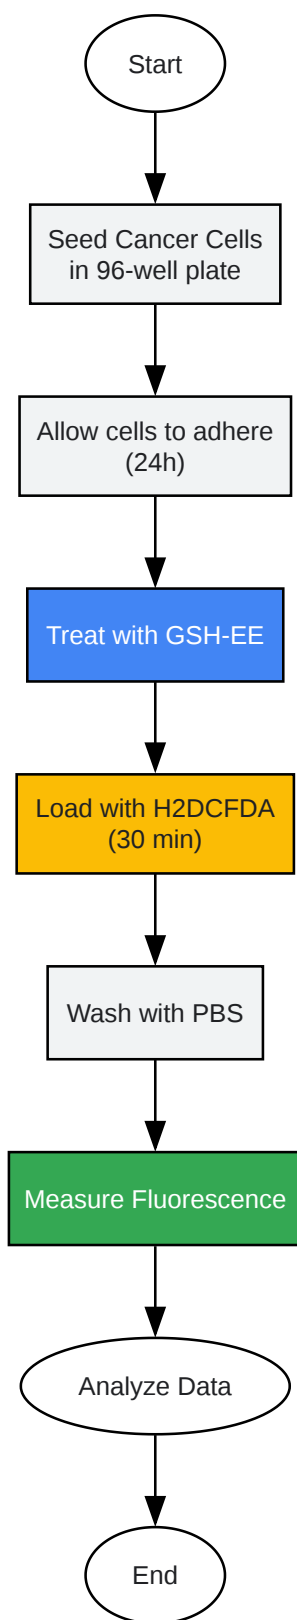 Start
Seed Cancer Cells
in 96-well plate
Allow cells to adhere
(24h)
Treat with GSH-EE
Load with H2DCFDA
(30 min)
Wash with PBS
Measure Fluorescence
Analyze Data
End